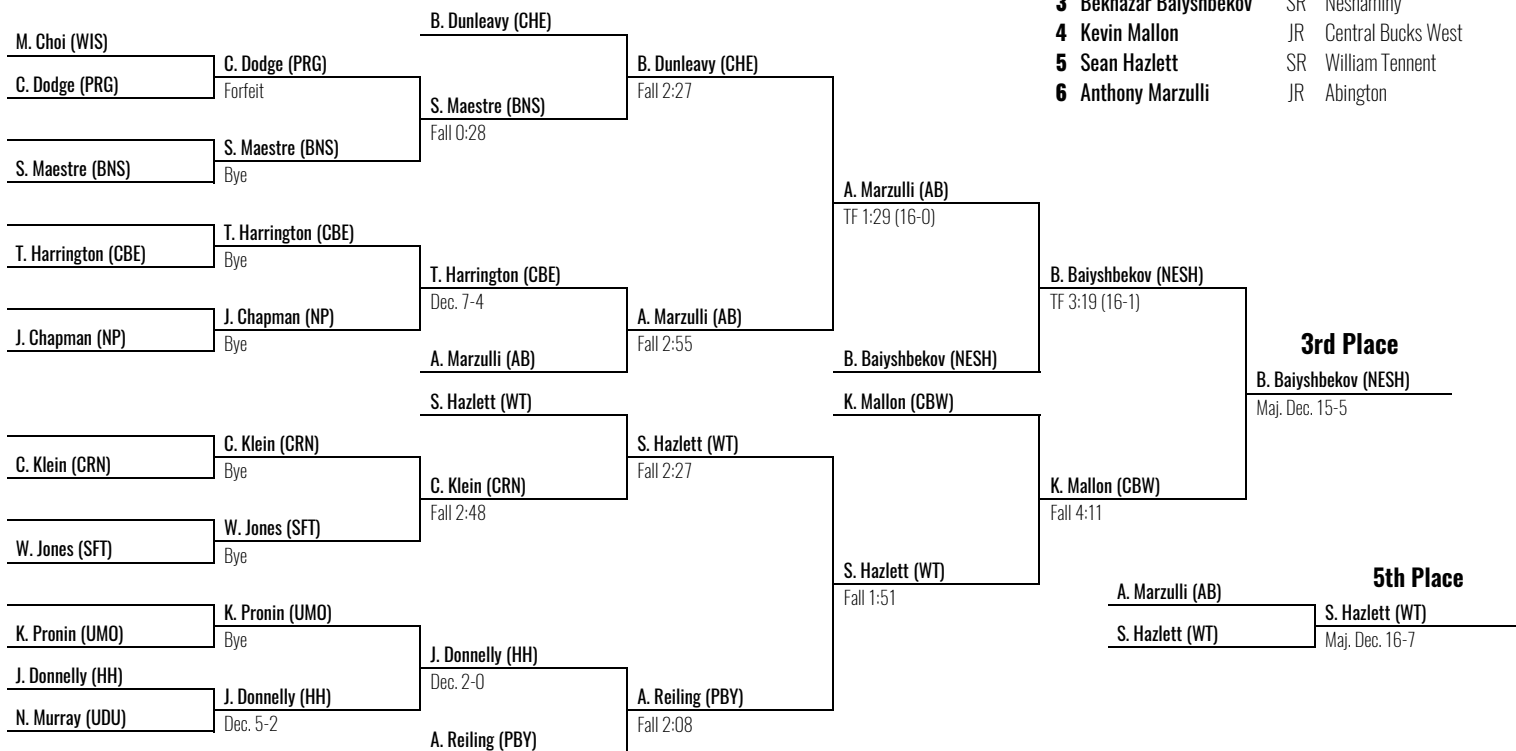 3 Bekhazar Baiyshbekov SR Neshaminy
4 Kevin Mallon JR Central Bucks West
5 Sean Hazlett SR William Tennent
6 Anthony Marzulli JR Abington
M. Choi (WIS)
C. Dodge (PRG)
S. Maestre (BNS)
T. Harrington (CBE)
J. Chapman (NP)
C. Klein (CRN)
W. Jones (SFT)
K. Pronin (UMO)
J. Donnelly (HH)
N. Murray (UDU)
C. Dodge (PRG)
Forfeit
S. Maestre (BNS)
Bye
T. Harrington (CBE)
Bye
J. Chapman (NP)
Bye
C. Klein (CRN)
Bye
W. Jones (SFT)
Bye
K. Pronin (UMO)
Bye
J. Donnelly (HH)
Dec. 5-2
B. Dunleavy (CHE)
S. Maestre (BNS)
Fall 0:28
T. Harrington (CBE)
Dec. 7-4
A. Marzulli (AB)
S. Hazlett (WT)
C. Klein (CRN)
Fall 2:48
J. Donnelly (HH)
Dec. 2-0
A. Reiling (PBY)
B. Dunleavy (CHE)
Fall 2:27
A. Marzulli (AB)
Fall 2:55
S. Hazlett (WT)
Fall 2:27
A. Reiling (PBY)
Fall 2:08
A. Marzulli (AB)
TF 1:29 (16-0)
B. Baiyshbekov (NESH)
K. Mallon (CBW)
S. Hazlett (WT)
Fall 1:51
B. Baiyshbekov (NESH)
TF 3:19 (16-1)
K. Mallon (CBW)
Fall 4:11
3rd Place
B. Baiyshbekov (NESH)
Maj. Dec. 15-5
5th Place
A. Marzulli (AB)
S. Hazlett (WT)
S. Hazlett (WT)
Maj. Dec. 16-7